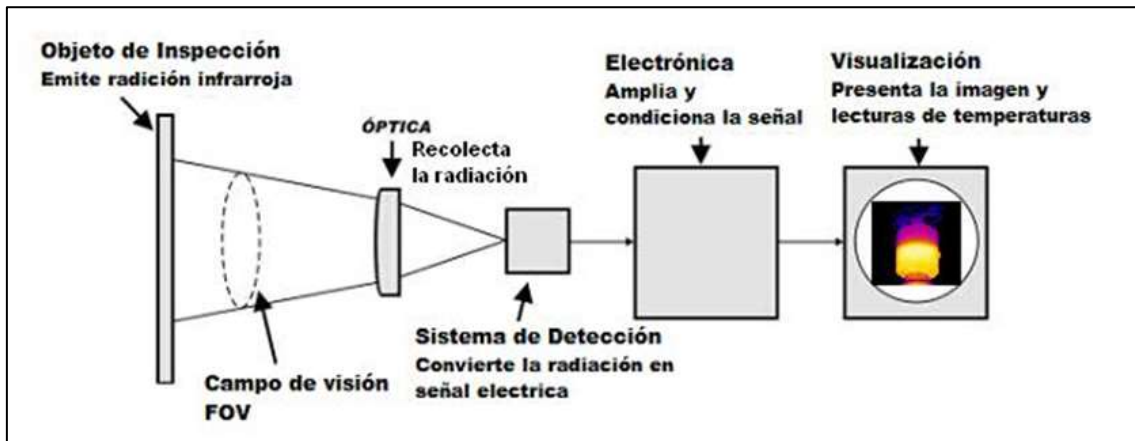 Objeto de Inspección
Emite radición infrarroja
ÓPTICA
Recolecta
la radiación
Electrónica
Amplia y
condiciona la señal
Visualización
Presenta la imagen y
lecturas de temperaturas
Sistema de Detección
Convierte la radiación en
señal electrica
Campo de visión
FOV